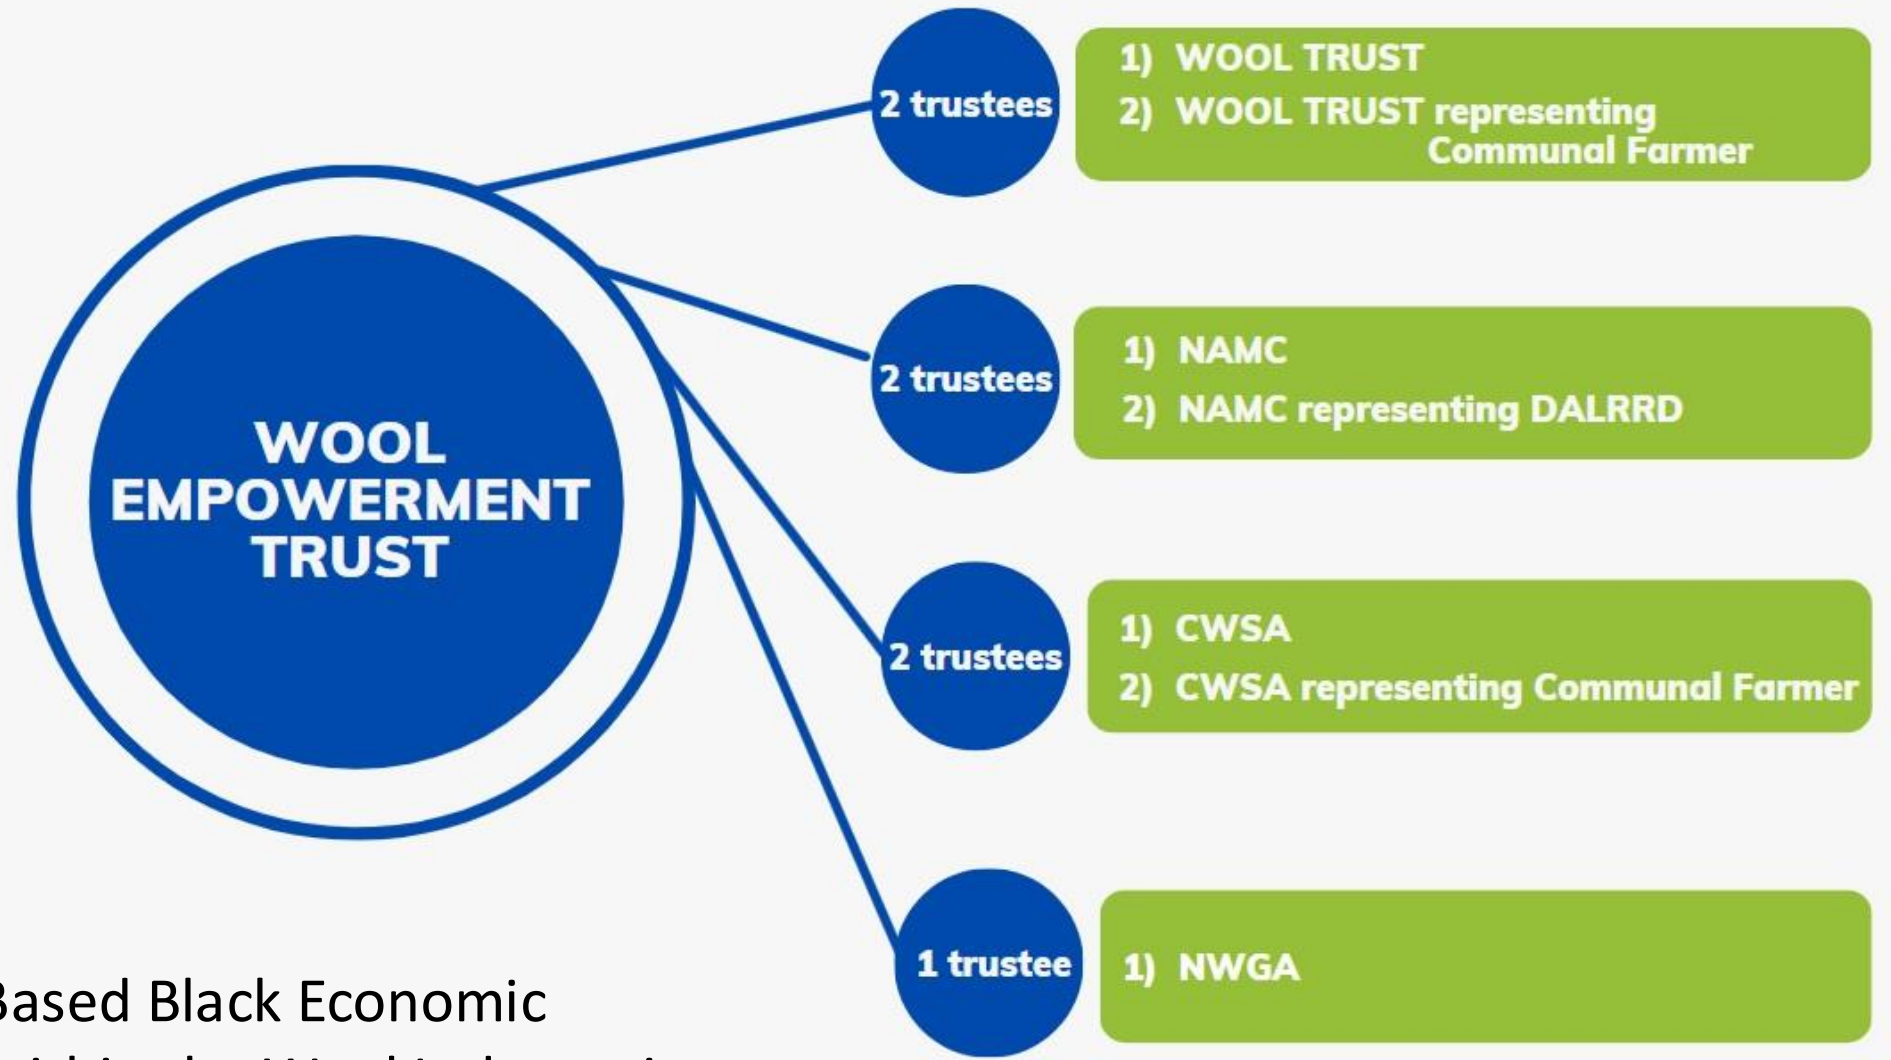 WOOL
EMPOWERMENT
TRUST
2 trustees
1) WOOL TRUST
2) WOOL TRUST representing
Communal Farmer
2 trustees
1) NAMC
2) NAMC representing DALRRD
2 trustees
1) CWSA
2) CWSA representing Communal Farmer
1 trustee
1) NWGA
Based Black Economic